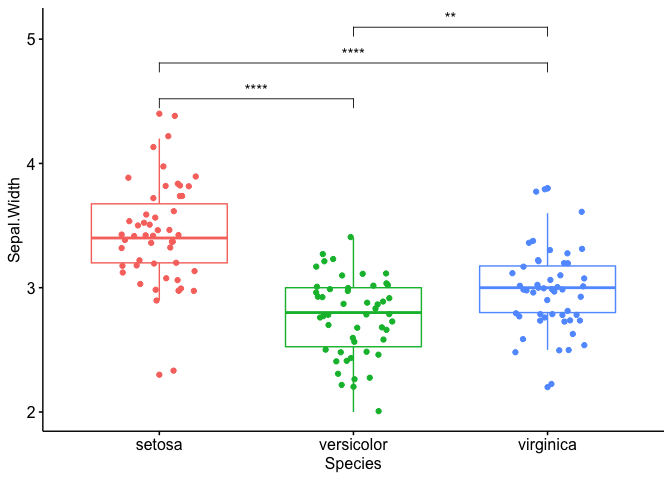 **
5
****
****
4
3
2
Sepal.Width
setosa versicolor virginica
Species